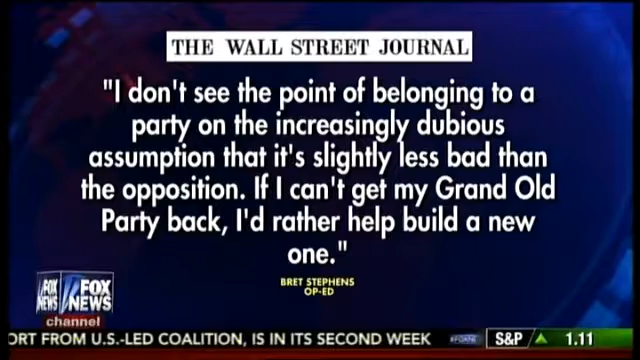 THE WALL STREET JOURNAL
"I don't see the point of belonging to a
party on the increasingly dubious
assumption that it's slightly less bad than
the opposition. If I can't get my Grand Old
Party back, I'd rather help build a new
one."
BRET STEPHENS
OP-ED
FOX NEWS
FOX NEWS
channel
ORT FROM U.S.-LED COALITION, IS IN ITS SECOND WEEK
S&P ▲ 1.11